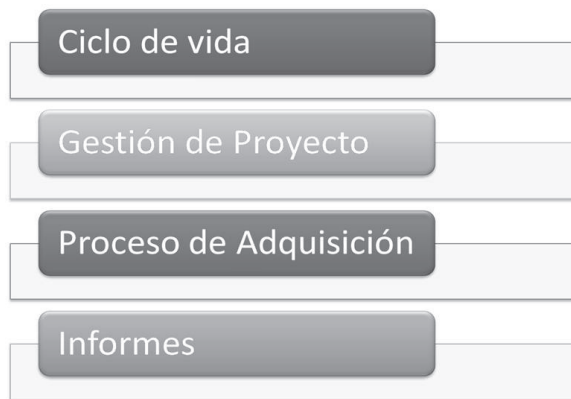 Ciclo de vida
Gestión de Proyecto
Proceso de Adquisición
Informes